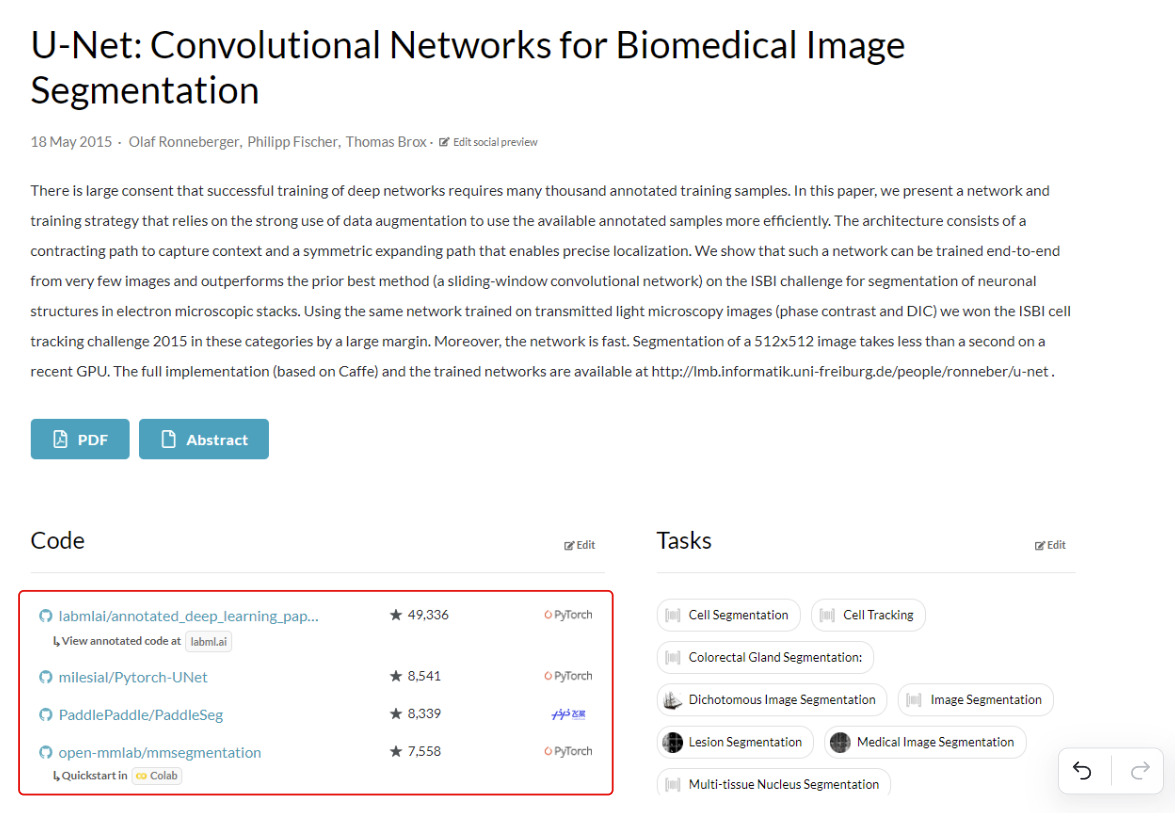 U-Net: Convolutional Networks for Biomedical Image
Segmentation
18 May 2015 · Olaf Ronneberger, Philipp Fischer, Thomas Brox · Edit social preview
There is large consent that successful training of deep networks requires many thousand annotated training samples. In this paper, we present a network and
training strategy that relies on the strong use of data augmentation to use the available annotated samples more efficiently. The architecture consists of a
contracting path to capture context and a symmetric expanding path that enables precise localization. We show that such a network can be trained end-to-end
from very few images and outperforms the prior best method (a sliding-window convolutional network) on the ISBI challenge for segmentation of neuronal
structures in electron microscopic stacks. Using the same network trained on transmitted light microscopy images (phase contrast and DIC) we won the ISBI cell
tracking challenge 2015 in these categories by a large margin. Moreover, the network is fast. Segmentation of a 512x512 image takes less than a second on a
recent GPU. The full implementation (based on Caffe) and the trained networks are available at http://lmb.informatik.uni-freiburg.de/people/ronneber/u-net .
PDF Abstract
Code Edit
labmlai/annotated_deep_learning_pap... ★ 49,336 PyTorch
↳ View annotated code at labml.ai
milesial/Pytorch-UNet ★ 8,541 PyTorch
PaddlePaddle/PaddleSeg ★ 8,339
open-mmlab/mmsegmentation ★ 7,558 PyTorch
↳ Quickstart in Colab
Tasks Edit
Cell Segmentation Cell Tracking
Colorectal Gland Segmentation:
Dichotomous Image Segmentation Image Segmentation
Lesion Segmentation Medical Image Segmentation
Multi-tissue Nucleus Segmentation